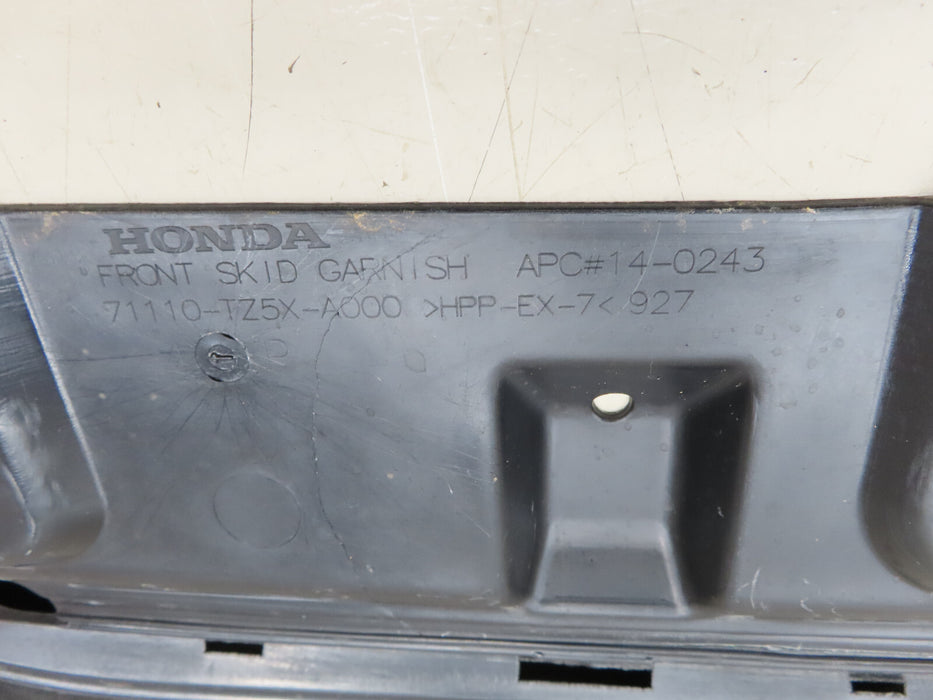 HONDA
FRONT SKID GARNISH APC#14-0243
71110-TZ5X-A000 >HPP-EX-7< 927